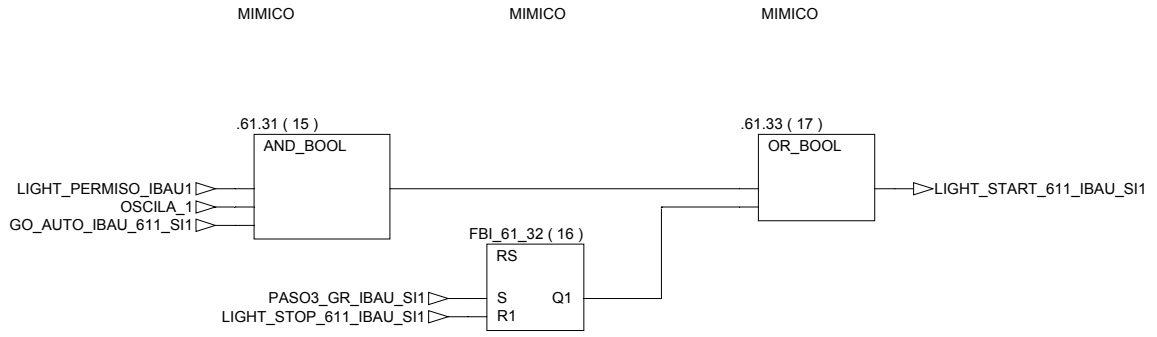 MIMICO
MIMICO
MIMICO
.61.31 ( 15 )
AND_BOOL
LIGHT_PERMISO_IBAU1
OSCILA_1
GO_AUTO_IBAU_611_SI1
.61.33 ( 17 )
OR_BOOL
LIGHT_START_611_IBAU_SI1
FBI_61_32 ( 16 )
RS
PASO3_GR_IBAU_SI1
S
Q1
LIGHT_STOP_611_IBAU_SI1
R1